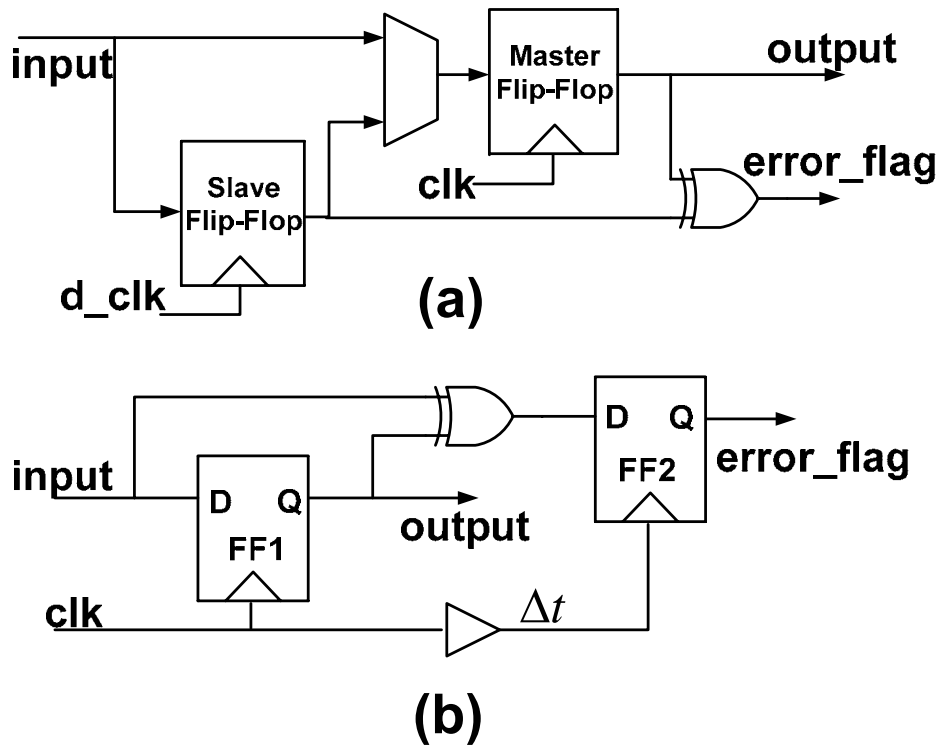 input
Master
Flip-Flop
output
clk
error_flag
Slave
Flip-Flop
d_clk
(a)
input
D Q
FF1
output
clk
Δt
D Q
FF2
error_flag
(b)